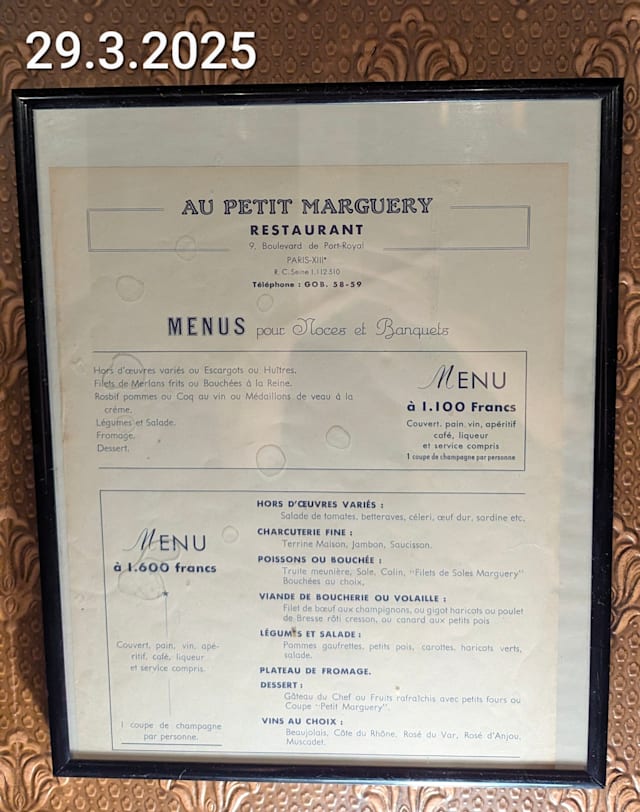 29.3.2025
AU PETIT MARGUERY
RESTAURANT
9, Boulevard de Port-Royal
PARIS-XIIIᵉ
R. C. Seine 1.112.510
Téléphone : GOB. 58-59
MENUS pour Noces et Banquets
Hors d'œuvres variés ou Escargots ou Huîtres.
Filets de Merlans frits ou Bouchées à la Reine.
Rosbif pommes ou Coq au vin ou Médaillons de veau à la
crème.
Légumes et Salade.
Fromage.
Dessert.
MENU
à 1.100 Francs
Couvert, pain, vin, apéritif
café, liqueur
et service compris
1 coupe de champagne par personne
MENU
à 1.600 francs
Couvert, pain, vin, apé-
ritif, café, liqueur
et service compris.
1 coupe de champagne
par personne.
HORS D'ŒUVRES VARIÉS :
Salade de tomates, betteraves, céleri, œuf dur, sardine etc.
CHARCUTERIE FINE :
Terrine Maison, Jambon, Saucisson.
POISSONS OU BOUCHÉE :
Truite meunière, Sole, Colin, "Filets de Soles Marguery"
Bouchées au choix.
VIANDE DE BOUCHERIE OU VOLAILLE :
Filet de bœuf aux champignons, ou gigot haricots ou poulet
de Bresse rôti cresson, ou canard aux petits pois
LÉGUMES ET SALADE :
Pommes gaufrettes, petits pois, carottes, haricots verts,
salade.
PLATEAU DE FROMAGE.
DESSERT :
Gâteau du Chef ou Fruits rafraîchis avec petits fours ou
Coupe "Petit Marguery".
VINS AU CHOIX :
Beaujolais, Côte du Rhône, Rosé du Var, Rosé d'Anjou,
Muscadet.